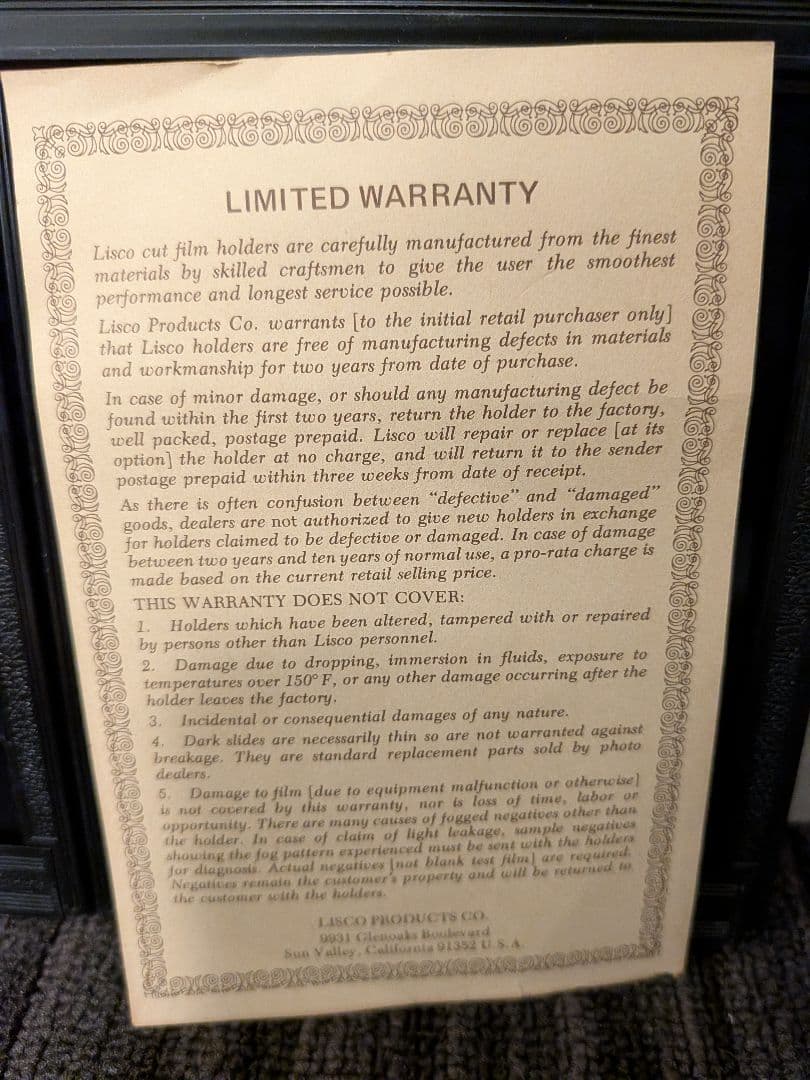 LIMITED WARRANTY
Lisco cut film holders are carefully manufactured from the finest
materials by skilled craftsmen to give the user the smoothest
performance and longest service possible.
Lisco Products Co. warrants [to the initial retail purchaser only]
that Lisco holders are free of manufacturing defects in materials
and workmanship for two years from date of purchase.
In case of minor damage, or should any manufacturing defect be
found within the first two years, return the holder to the factory,
well packed, postage prepaid. Lisco will repair or replace [at its
option] the holder at no charge, and will return it to the sender
postage prepaid within three weeks from date of receipt.
As there is often confusion between “defective” and “damaged”
goods, dealers are not authorized to give new holders in exchange
for holders claimed to be defective or damaged. In case of damage
between two years and ten years of normal use, a pro-rata charge is
made based on the current retail selling price.
THIS WARRANTY DOES NOT COVER:
1. Holders which have been altered, tampered with or repaired
by persons other than Lisco personnel.
2. Damage due to dropping, immersion in fluids, exposure to
temperatures over 150° F, or any other damage occurring after the
holder leaves the factory.
3. Incidental or consequential damages of any nature.
4. Dark slides are necessarily thin so are not warranted against
breakage. They are standard replacement parts sold by photo
dealers.
5. Damage to film [due to equipment malfunction or otherwise]
is not covered by this warranty, nor is loss of time, labor or
opportunity. There are many causes of fogged negatives other than
the holder. In case of claim of light leakage, sample negatives
showing the fog pattern experienced must be sent with the holders
for diagnosis. Actual negatives [not blank test film] are required.
Negatives remain the customer's property and will be returned to
the customer with the holders.
LISCO PRODUCTS CO.
9931 Glenoaks Boulevard
Sun Valley, California 91352 U.S.A.